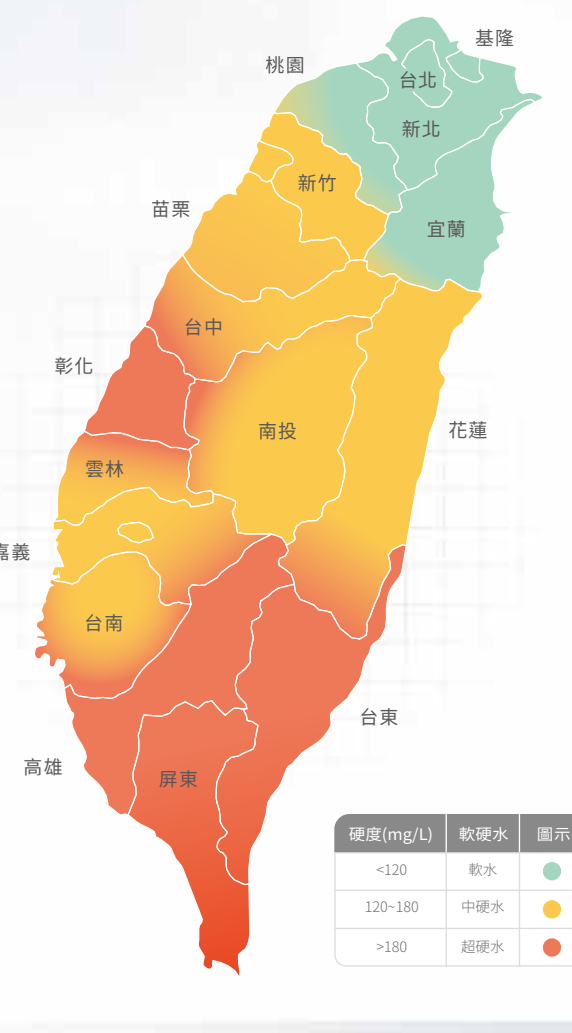 基隆
桃園
台北
新北
新竹
苗栗
宜蘭
台中
彰化
南投
花蓮
雲林
嘉義
台南
台東
高雄
屏東
硬度(mg/L) 軟硬水 圖示
<120 軟水
120~180 中硬水
>180 超硬水